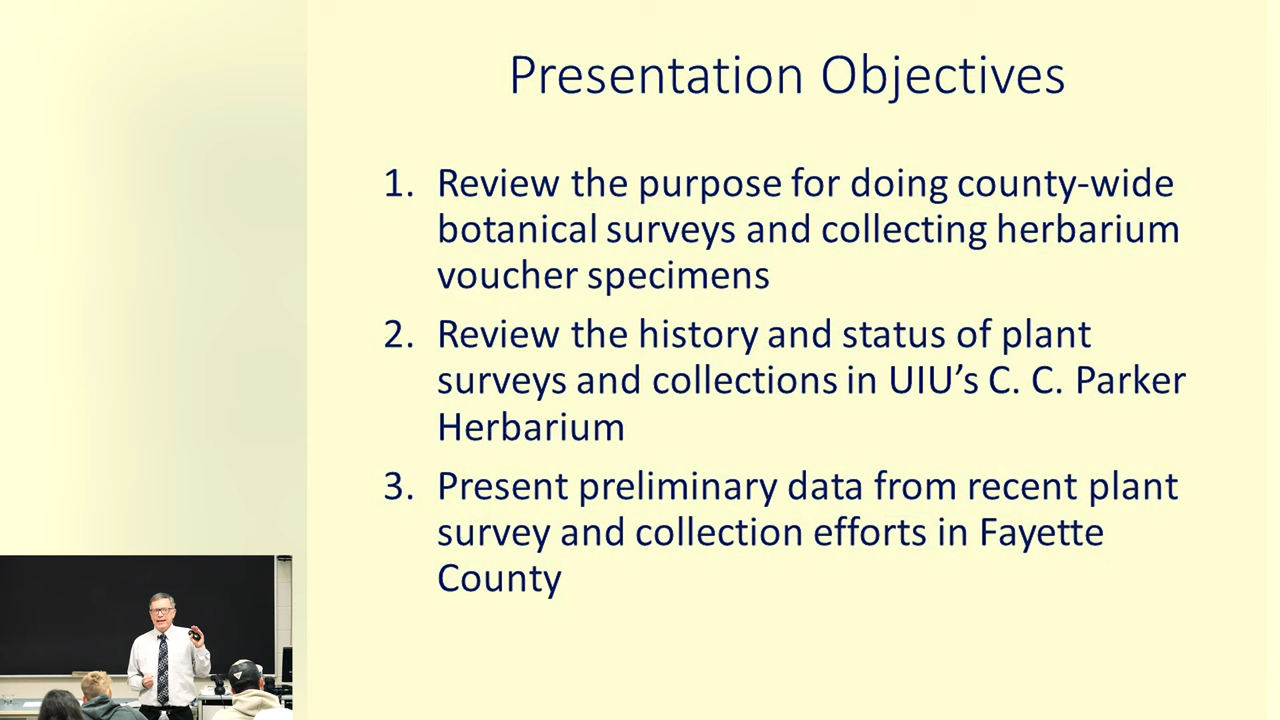 Presentation Objectives
1. Review the purpose for doing county-wide
botanical surveys and collecting herbarium
voucher specimens
2. Review the history and status of plant
surveys and collections in UIU’s C. C. Parker
Herbarium
3. Present preliminary data from recent plant
survey and collection efforts in Fayette
County